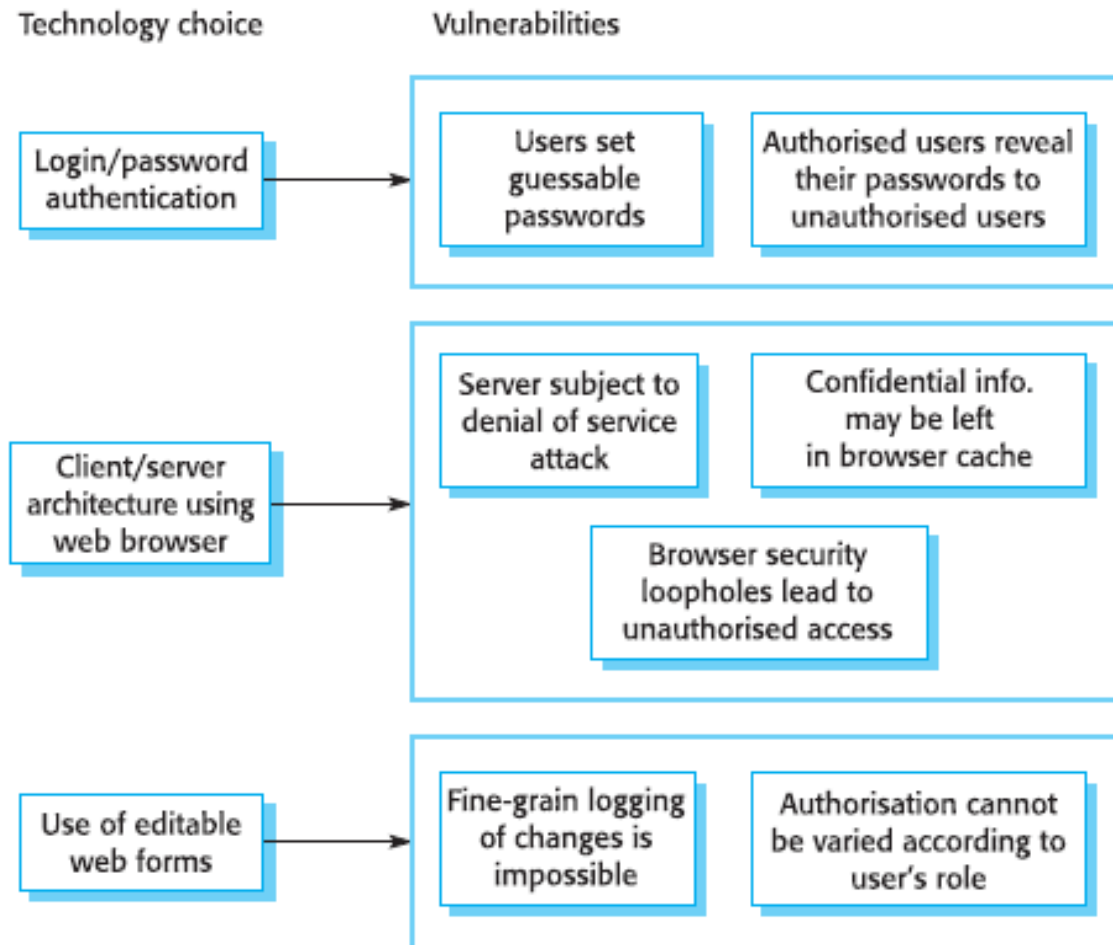 Technology choice
Vulnerabilities
Login/password
authentication
Users set
guessable
passwords
Authorised users reveal
their passwords to
unauthorised users
Client/server
architecture using
web browser
Server subject to
denial of service
attack
Confidential info.
may be left
in browser cache
Browser security
loopholes lead to
unauthorised access
Use of editable
web forms
Fine-grain logging
of changes is
impossible
Authorisation cannot
be varied according to
user's role